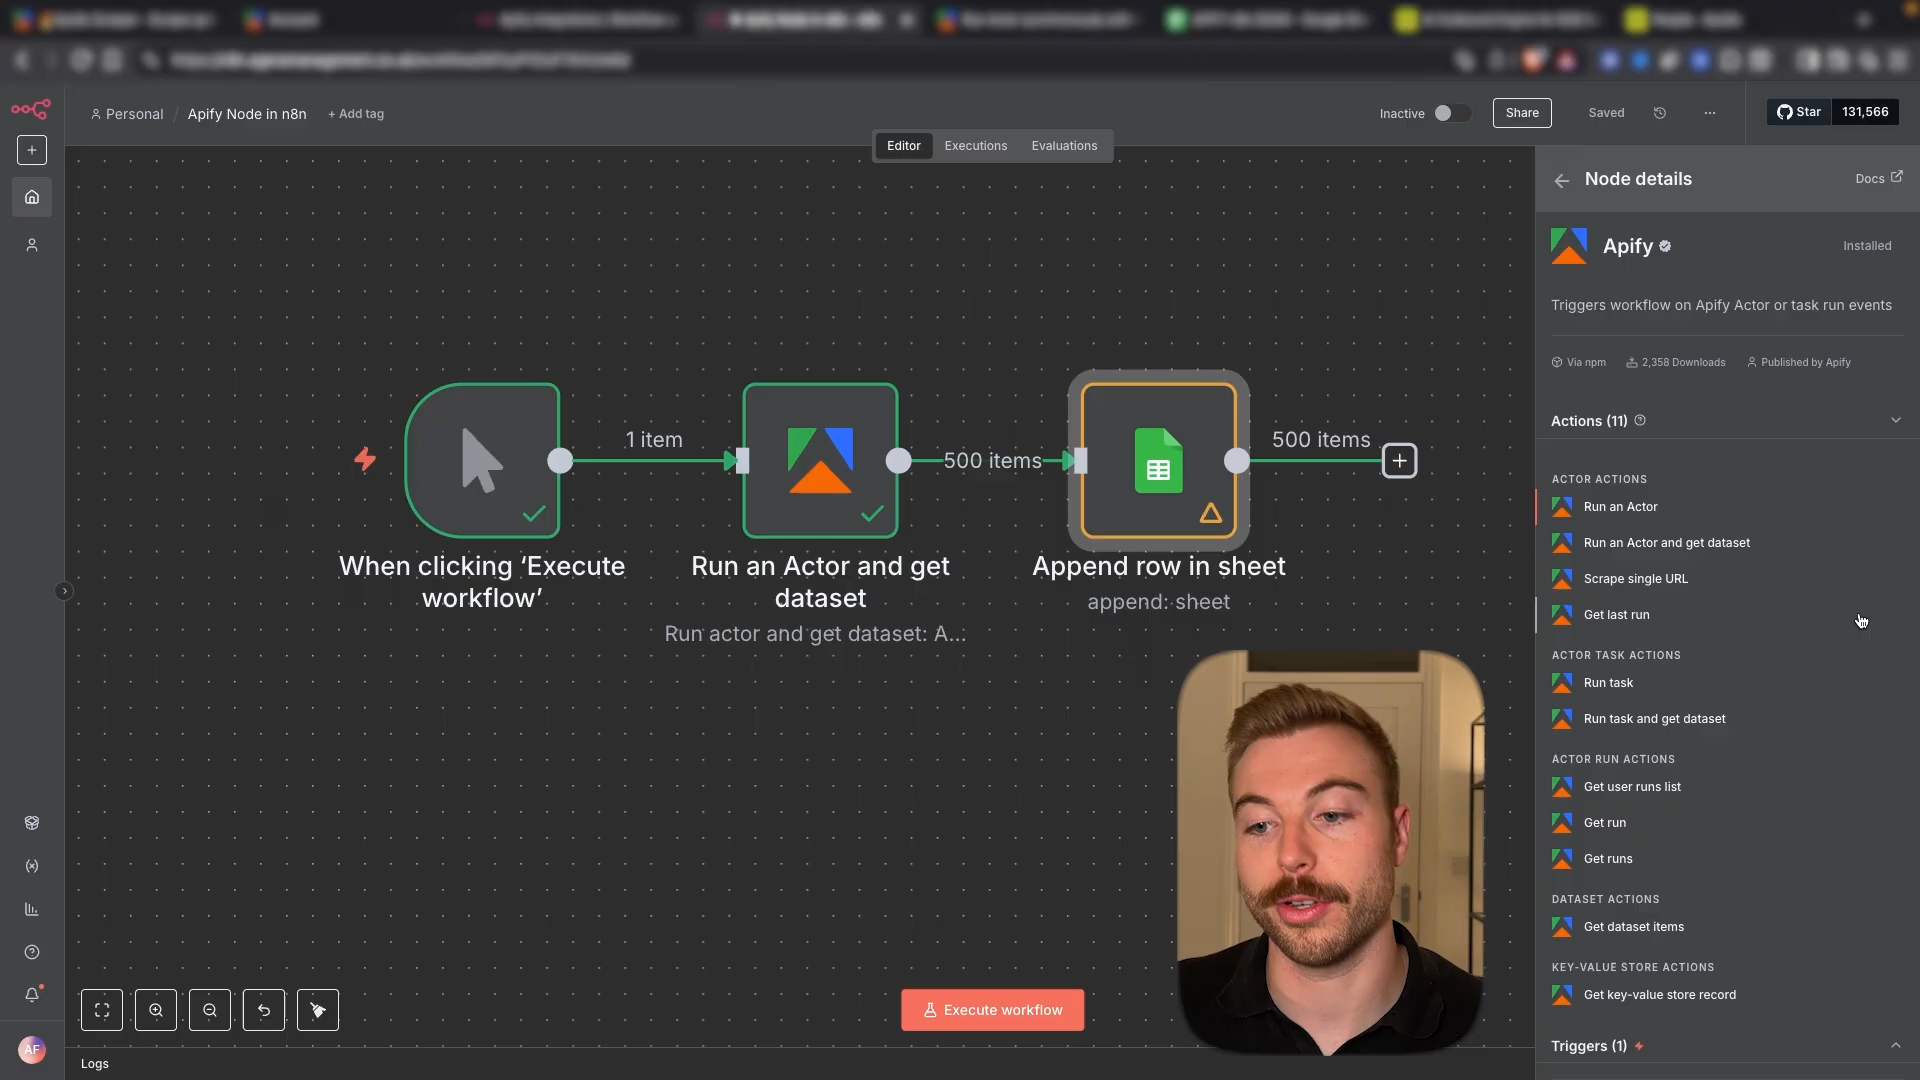 Personal / Apify Node in n8n + Add tag
Inactive
Share
Saved
Star 131,566
Editor Executions Evaluations
Node details
Docs
Apify
Installed
Triggers workflow on Apify Actor or task run events
Via npm 2,358 Downloads Published by Apify
Actions (11)
ACTOR ACTIONS
Run an Actor
Run an Actor and get dataset
Scrape single URL
Get last run
ACTOR TASK ACTIONS
Run task
Run task and get dataset
ACTOR RUN ACTIONS
Get user runs list
Get run
Get runs
DATASET ACTIONS
Get dataset items
KEY-VALUE STORE ACTIONS
Get key-value store record
Triggers (1)
1 item
500 items
500 items
When clicking ‘Execute
workflow’
Run an Actor and get
dataset
Run actor and get dataset: A...
Append row in sheet
append: sheet
Execute workflow
AF
Logs